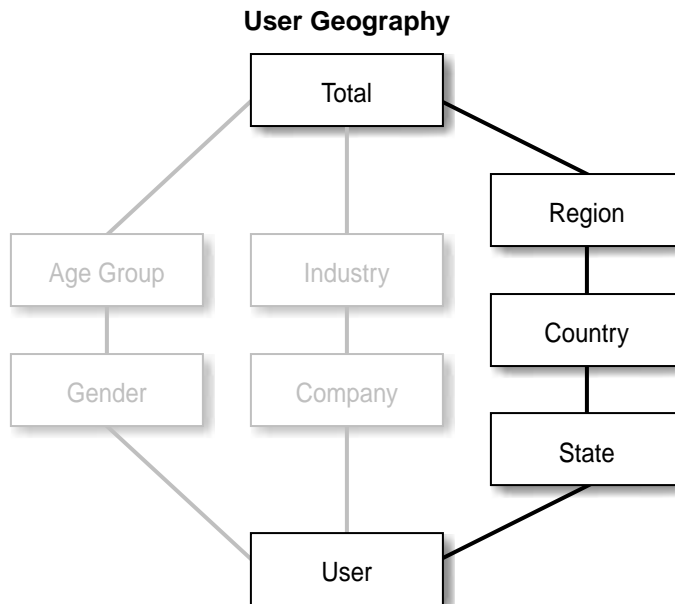 User Geography
Total
Region
Age Group
Industry
Country
Gender
Company
State
User